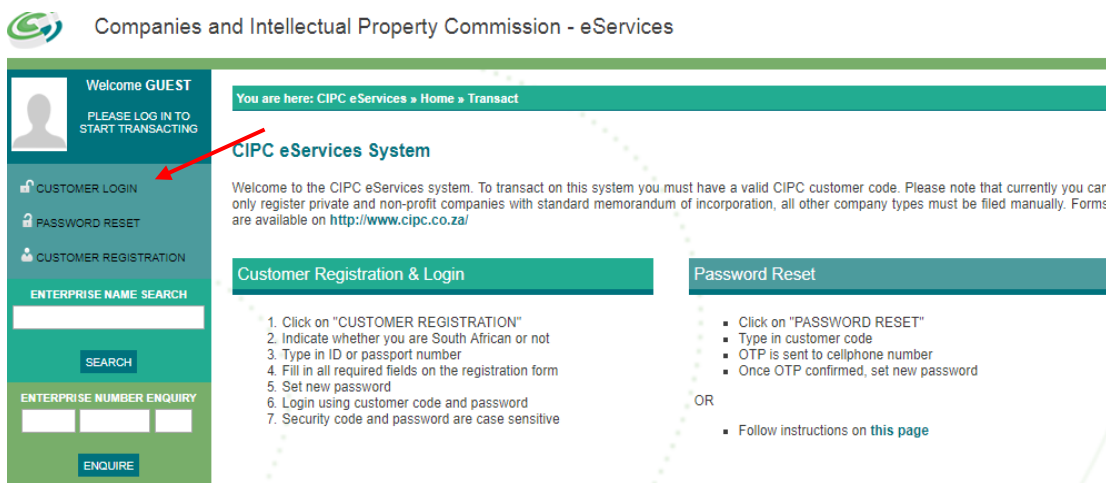 Companies and Intellectual Property Commission - eServices
Welcome GUEST
PLEASE LOG IN TO
START TRANSACTING
CUSTOMER LOGIN
PASSWORD RESET
CUSTOMER REGISTRATION
ENTERPRISE NAME SEARCH
SEARCH
ENTERPRISE NUMBER ENQUIRY
ENQUIRE
You are here: CIPC eServices » Home » Transact
CIPC eServices System
Welcome to the CIPC eServices system. To transact on this system you must have a valid CIPC customer code. Please note that currently you can
only register private and non-profit companies with standard memorandum of incorporation, all other company types must be filed manually. Forms
are available on http://www.cipc.co.za/
Customer Registration & Login
1. Click on "CUSTOMER REGISTRATION"
2. Indicate whether you are South African or not
3. Type in ID or passport number
4. Fill in all required fields on the registration form
5. Set new password
6. Login using customer code and password
7. Security code and password are case sensitive
Password Reset
▪ Click on "PASSWORD RESET"
▪ Type in customer code
▪ OTP is sent to cellphone number
▪ Once OTP confirmed, set new password
OR
▪ Follow instructions on this page